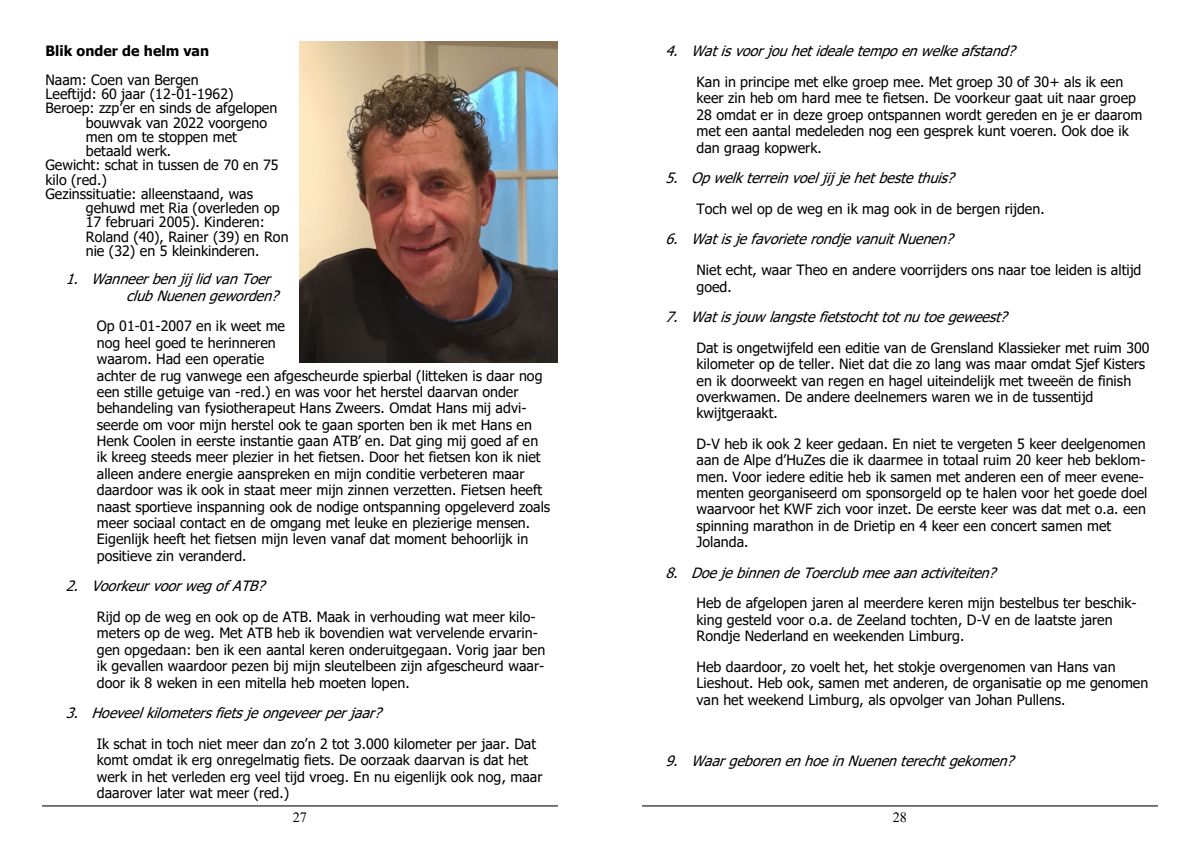 Blik onder de helm van
Naam: Coen van Bergen
Leeftijd: 60 jaar (12-01-1962)
Beroep: zzp'er en sinds de afgelopen
bouwvak van 2022 voorgeno
men om te stoppen met
betaald werk.
Gewicht: schat in tussen de 70 en 75
kilo (red.)
Gezinssituatie: alleenstaand, was
gehuwd met Ria (overleden op
17 februari 2005). Kinderen:
Roland (40), Rainer (39) en Ron
nie (32) en 5 kleinkinderen.
1. Wanneer ben jij lid van Toer
club Nuenen geworden?
Op 01-01-2007 en ik weet me
nog heel goed te herinneren
waarom. Had een operatie
achter de rug vanwege een afgescheurde spierbal (litteken is daar nog
een stille getuige van -red.) en was voor het herstel daarvan onder
behandeling van fysiotherapeut Hans Zweers. Omdat Hans mij advi-
seerde om voor mijn herstel ook te gaan sporten ben ik met Hans en
Henk Coolen in eerste instantie gaan ATB' en. Dat ging mij goed af en
ik kreeg steeds meer plezier in het fietsen. Door het fietsen kon ik niet
alleen andere energie aanspreken en mijn conditie verbeteren maar
daardoor was ik ook in staat meer mijn zinnen verzetten. Fietsen heeft
naast sportieve inspanning ook de nodige ontspanning opgeleverd zoals
meer sociaal contact en de omgang met leuke en plezierige mensen.
Eigenlijk heeft het fietsen mijn leven vanaf dat moment behoorlijk in
positieve zin veranderd.
2. Voorkeur voor weg of ATB?
Rijd op de weg en ook op de ATB. Maak in verhouding wat meer kilo-
meters op de weg. Met ATB heb ik bovendien wat vervelende ervarin-
gen opgedaan: ben ik een aantal keren onderuitgegaan. Vorig jaar ben
ik gevallen waardoor pezen bij mijn sleutelbeen zijn afgescheurd waar-
door ik 8 weken in een mitella heb moeten lopen.
3. Hoeveel kilometers fiets je ongeveer per jaar?
Ik schat in toch niet meer dan zo'n 2 tot 3.000 kilometer per jaar. Dat
komt omdat ik erg onregelmatig fiets. De oorzaak daarvan is dat het
werk in het verleden erg veel tijd vroeg. En nu eigenlijk ook nog, maar
daarover later wat meer (red.)
27
4. Wat is voor jou het ideale tempo en welke afstand?
Kan in principe met elke groep mee. Met groep 30 of 30+ als ik een
keer zin heb om hard mee te fietsen. De voorkeur gaat uit naar groep
28 omdat er in deze groep ontspannen wordt gereden en je er daarom
met een aantal medeleden nog een gesprek kunt voeren. Ook doe ik
dan graag kopwerk.
5. Op welk terrein voel jij je het beste thuis?
Toch wel op de weg en ik mag ook in de bergen rijden.
6. Wat is je favoriete rondje vanuit Nuenen?
Niet echt, waar Theo en andere voorrijders ons naar toe leiden is altijd
goed.
7. Wat is jouw langste fietstocht tot nu toe geweest?
Dat is ongetwijfeld een editie van de Grensland Klassieker met ruim 300
kilometer op de teller. Niet dat die zo lang was maar omdat Sjef Kisters
en ik doorweekt van regen en hagel uiteindelijk met tweeën de finish
overkwamen. De andere deelnemers waren we in de tussentijd
kwijtgeraakt.
D-V heb ik ook 2 keer gedaan. En niet te vergeten 5 keer deelgenomen
aan de Alpe d'HuZes die ik daarmee in totaal ruim 20 keer heb beklom-
men. Voor iedere editie heb ik samen met anderen een of meer evene-
menten georganiseerd om sponsorgeld op te halen voor het goede doel
waarvoor het KWF zich voor inzet. De eerste keer was dat met o.a. een
spinning marathon in de Drietip en 4 keer een concert samen met
Jolanda.
8. Doe je binnen de Toerclub mee aan activiteiten?
Heb de afgelopen jaren al meerdere keren mijn bestelbus ter beschik-
king gesteld voor o.a. de Zeeland tochten, D-V en de laatste jaren
Rondje Nederland en weekenden Limburg.
Heb daardoor, zo voelt het, het stokje overgenomen van Hans van
Lieshout. Heb ook, samen met anderen, de organisatie op me genomen
van het weekend Limburg, als opvolger van Johan Pullens.
9. Waar geboren en hoe in Nuenen terecht gekomen?
28